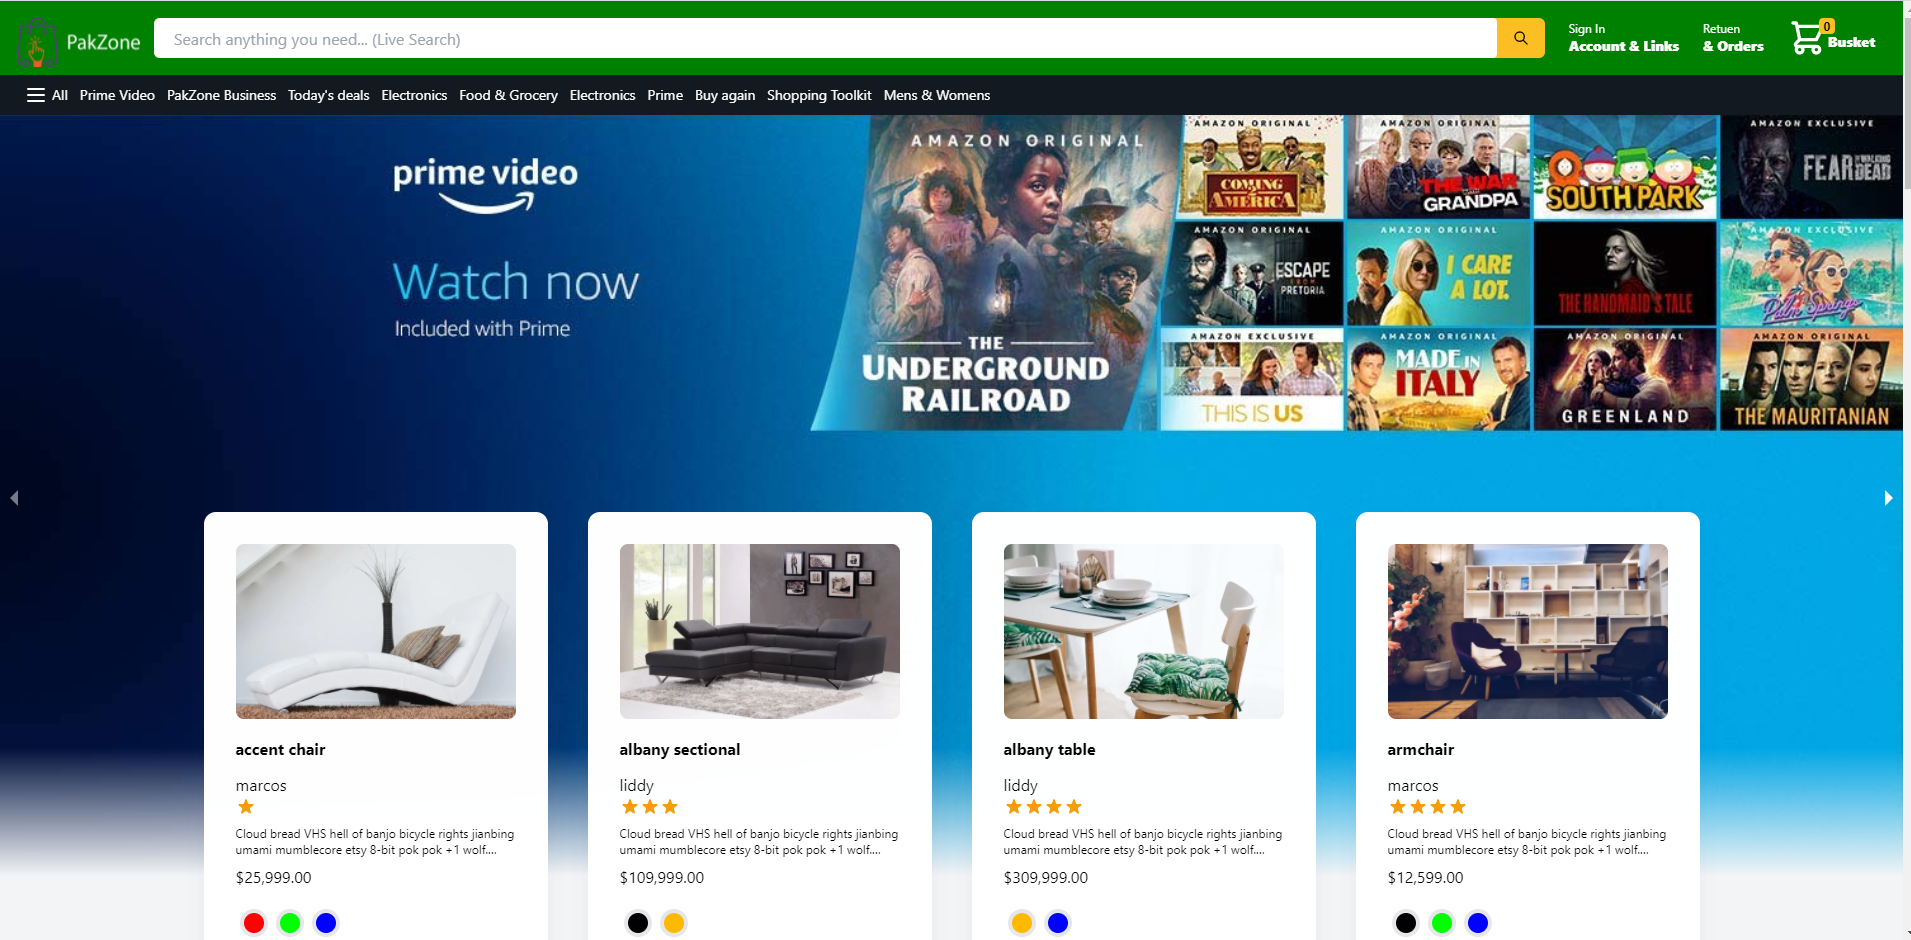 PakZone
Search anything you need... (Live Search)
Sign In
Account & Links
Retuen
& Orders
0
Busket
All Prime Video PakZone Business Today's deals Electronics Food & Grocery Electronics Prime Buy again Shopping Toolkit Mens & Womens
prime video
Watch now
Included with Prime
AMAZON ORIGINAL
THE
UNDERGROUND
RAILROAD
AMAZON ORIGINAL
COMING
2
AMERICA
AMAZON ORIGINAL
THE WAR
GRANDPA
SOUTH PARK
AMAZON EXCLUSIVE
FEAR THE WALKING DEAD
AMAZON ORIGINAL
ESCAPE
FROM
PRETORIA
AMAZON ORIGINAL
I CARE
A LOT.
THE HANDMAID'S TALE
AMAZON EXCLUSIVE
Palm Springs
AMAZON EXCLUSIVE
THIS IS US
AMAZON ORIGINAL
MADE IN
ITALY
AMAZON ORIGINAL
GREENLAND
AMAZON ORIGINAL
THE MAURITANIAN
accent chair
marcos
Cloud bread VHS hell of banjo bicycle rights jianbing
umami mumblecore etsy 8-bit pok pok +1 wolf....
$25,999.00
albany sectional
liddy
Cloud bread VHS hell of banjo bicycle rights jianbing
umami mumblecore etsy 8-bit pok pok +1 wolf....
$109,999.00
albany table
liddy
Cloud bread VHS hell of banjo bicycle rights jianbing
umami mumblecore etsy 8-bit pok pok +1 wolf....
$309,999.00
armchair
marcos
Cloud bread VHS hell of banjo bicycle rights jianbing
umami mumblecore etsy 8-bit pok pok +1 wolf....
$12,599.00